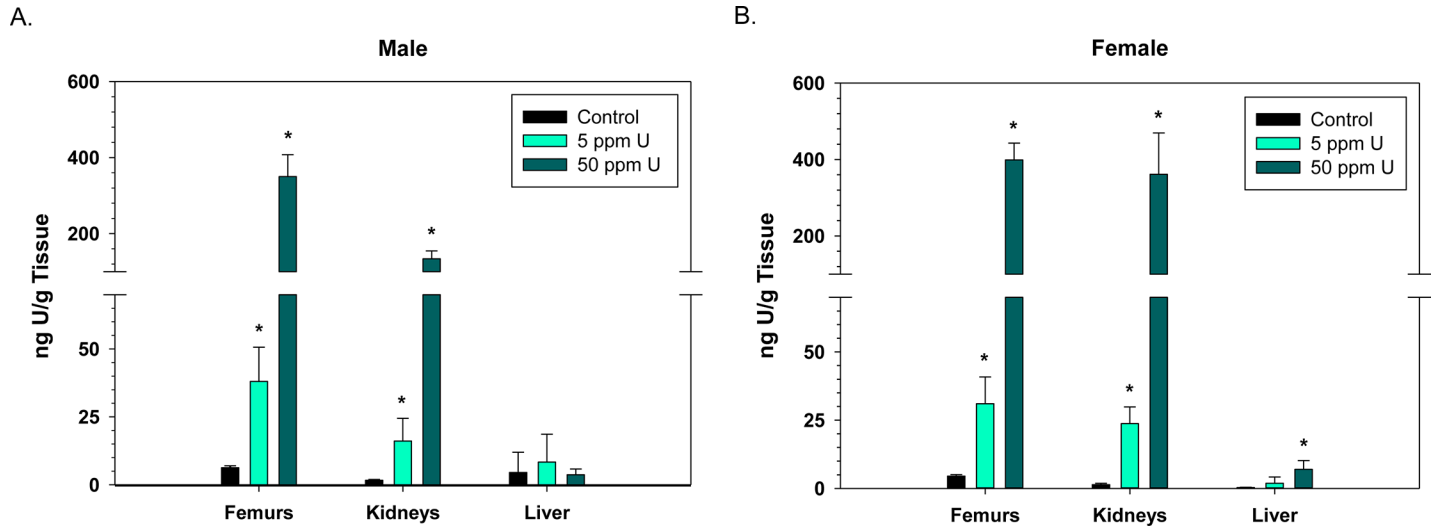 A.
Male
ng U/g Tissue
600
400
200
50
25
0
Control
5 ppm U
50 ppm U
*
*
*
*
Femurs
Kidneys
Liver
B.
Female
ng U/g Tissue
600
400
200
50
25
0
Control
5 ppm U
50 ppm U
*
*
*
*
*
Femurs
Kidneys
Liver